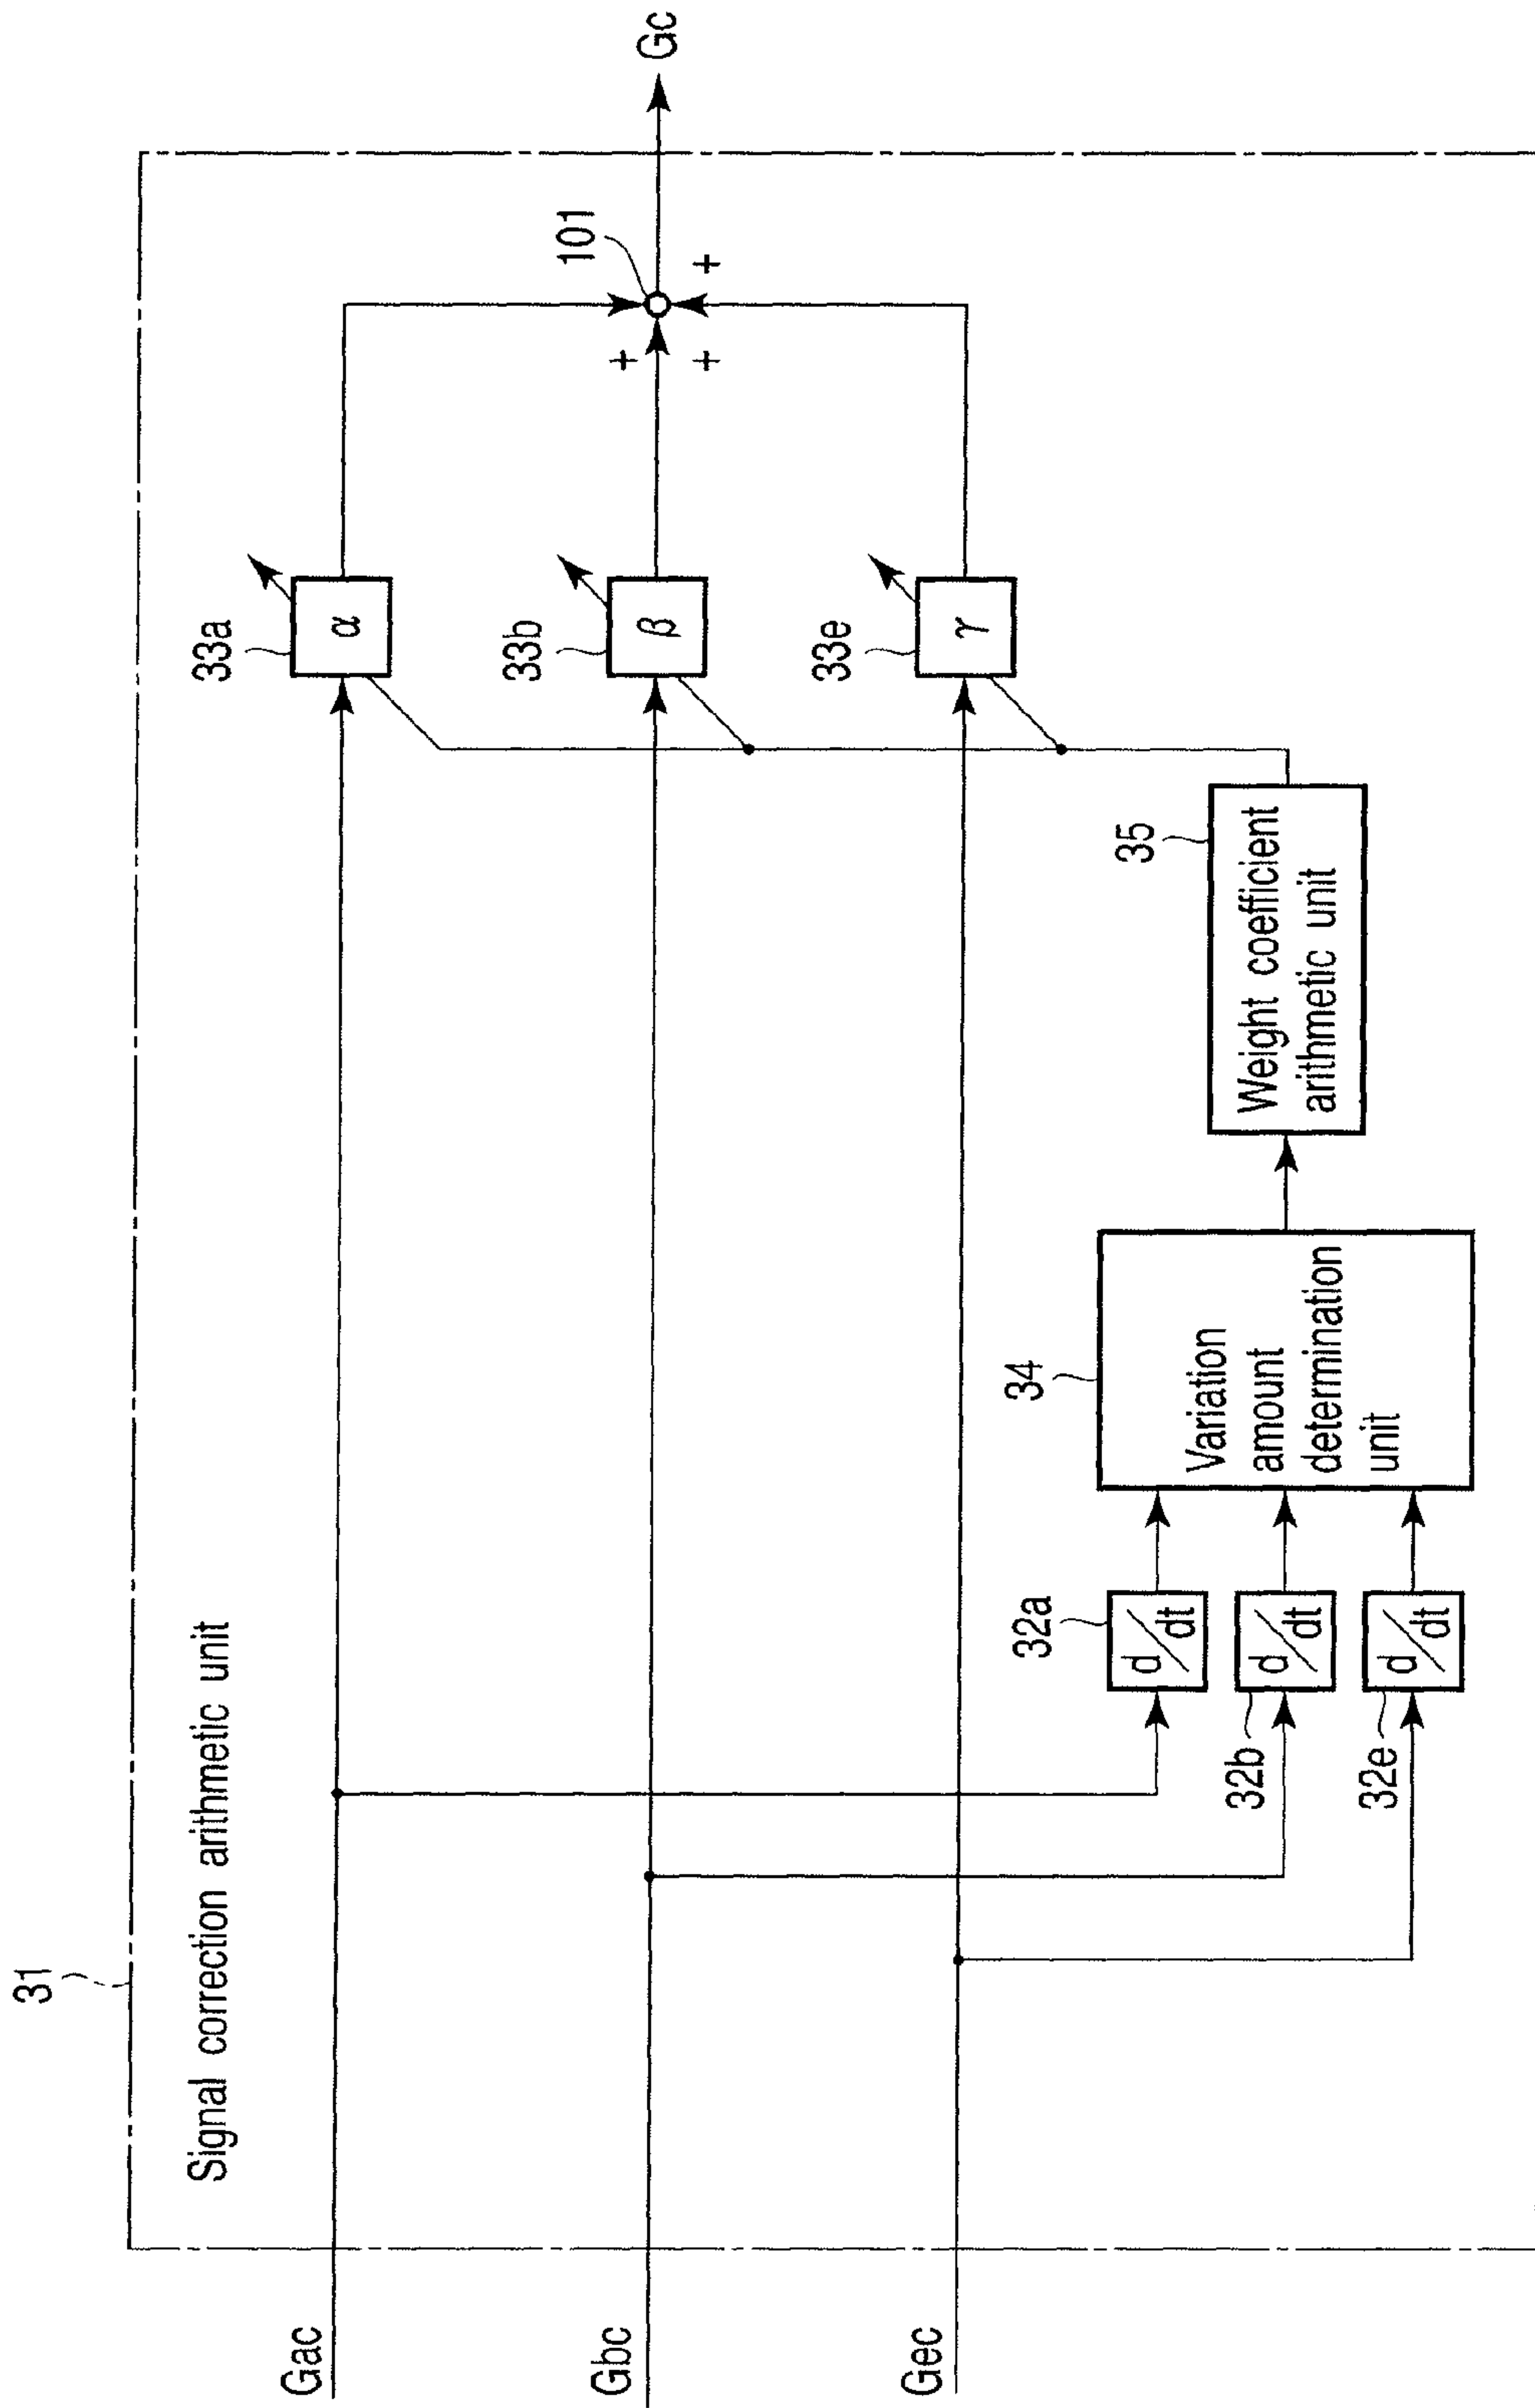 31
Signal correction arithmetic unit
Gac
Gbc
Gec
33a
α
33b
β
33e
γ
101
+
+
+
Gc
32a
d/dt
32b
d/dt
32e
d/dt
34
Variation
amount
determination
unit
35
Weight coefficient
arithmetic unit